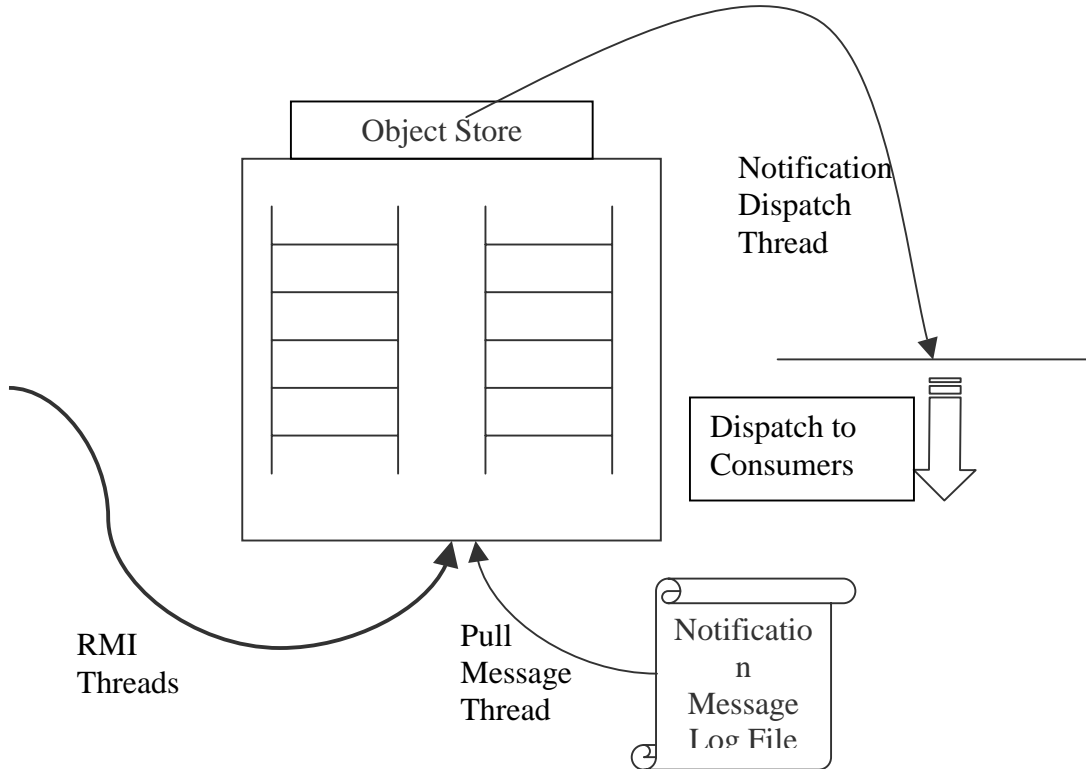 Object Store
Notification
Dispatch
Thread
Dispatch to
Consumers
RMI
Threads
Pull
Message
Thread
Notificatio
n
Message
Log File